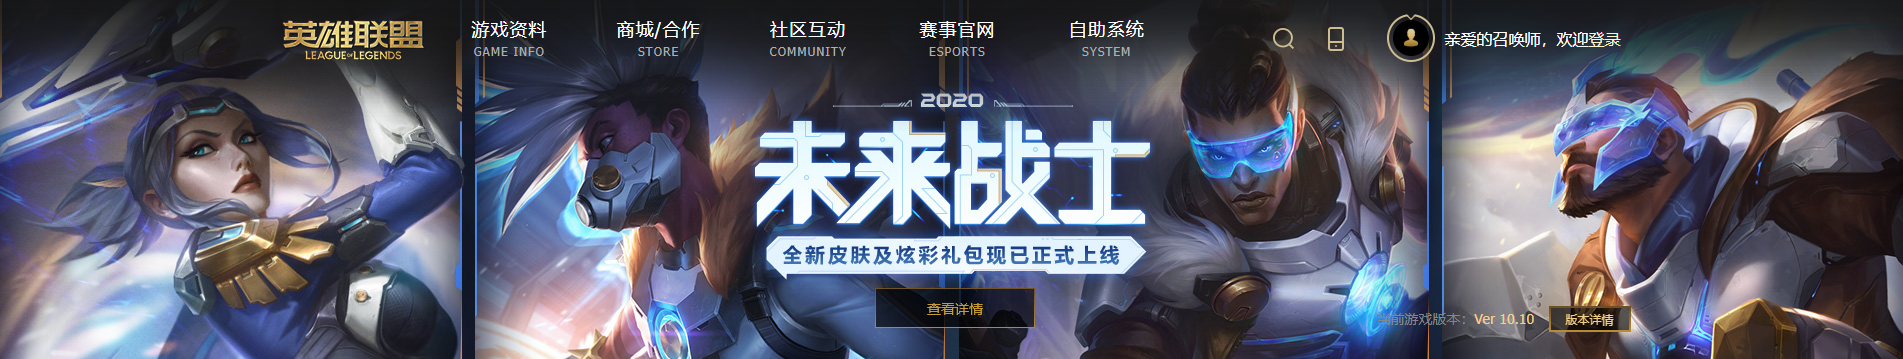 英雄联盟
LEAGUE OF LEGENDS
游戏资料
GAME INFO
商城/合作
STORE
社区互动
COMMUNITY
赛事官网
ESPORTS
自助系统
SYSTEM
亲爱的召唤师，欢迎登录
2020
未来战士
全新皮肤及炫彩礼包现已正式上线
查看详情
当前游戏版本：Ver 10.10
版本详情